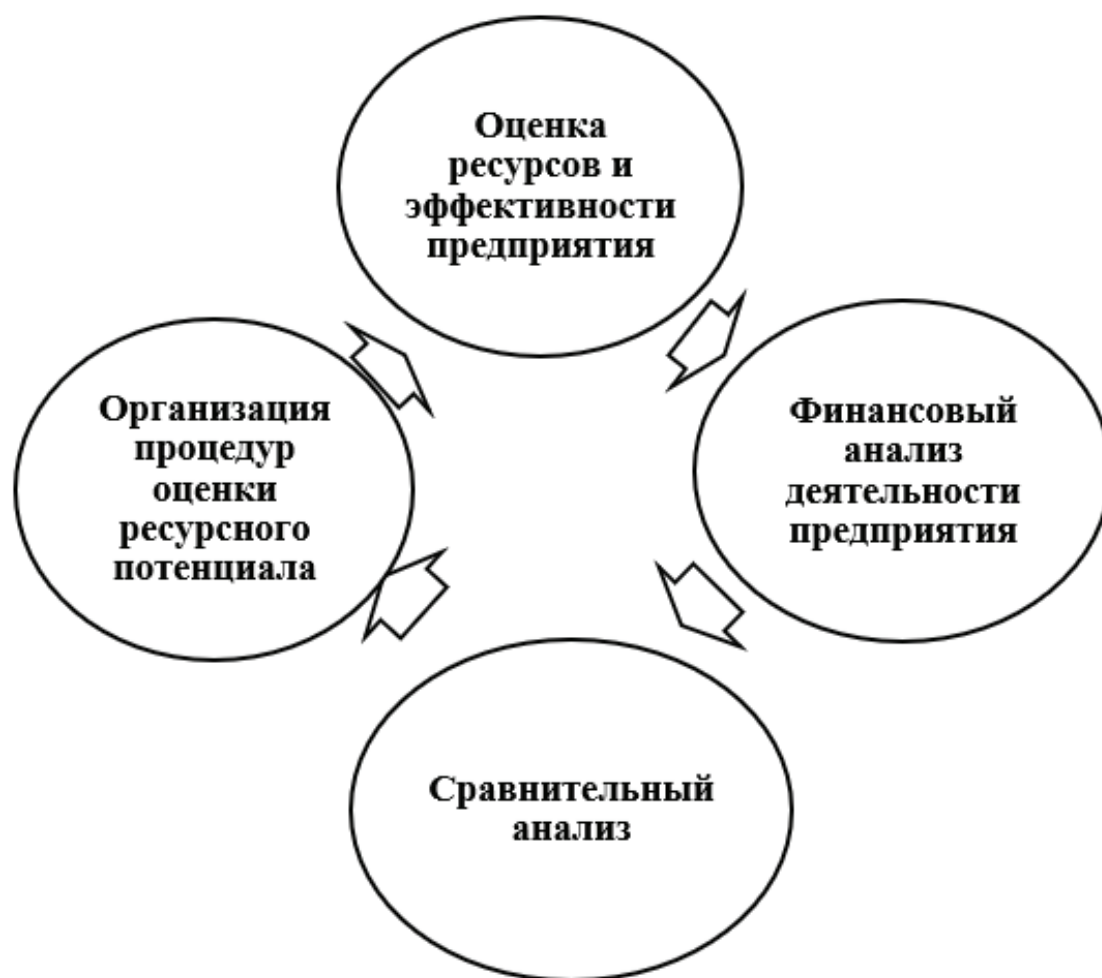 Оценка
ресурсов и
эффективности
предприятия
Организация
процедур
оценки
ресурсного
потенциала
Финансовый
анализ
деятельности
предприятия
Сравнительный
анализ